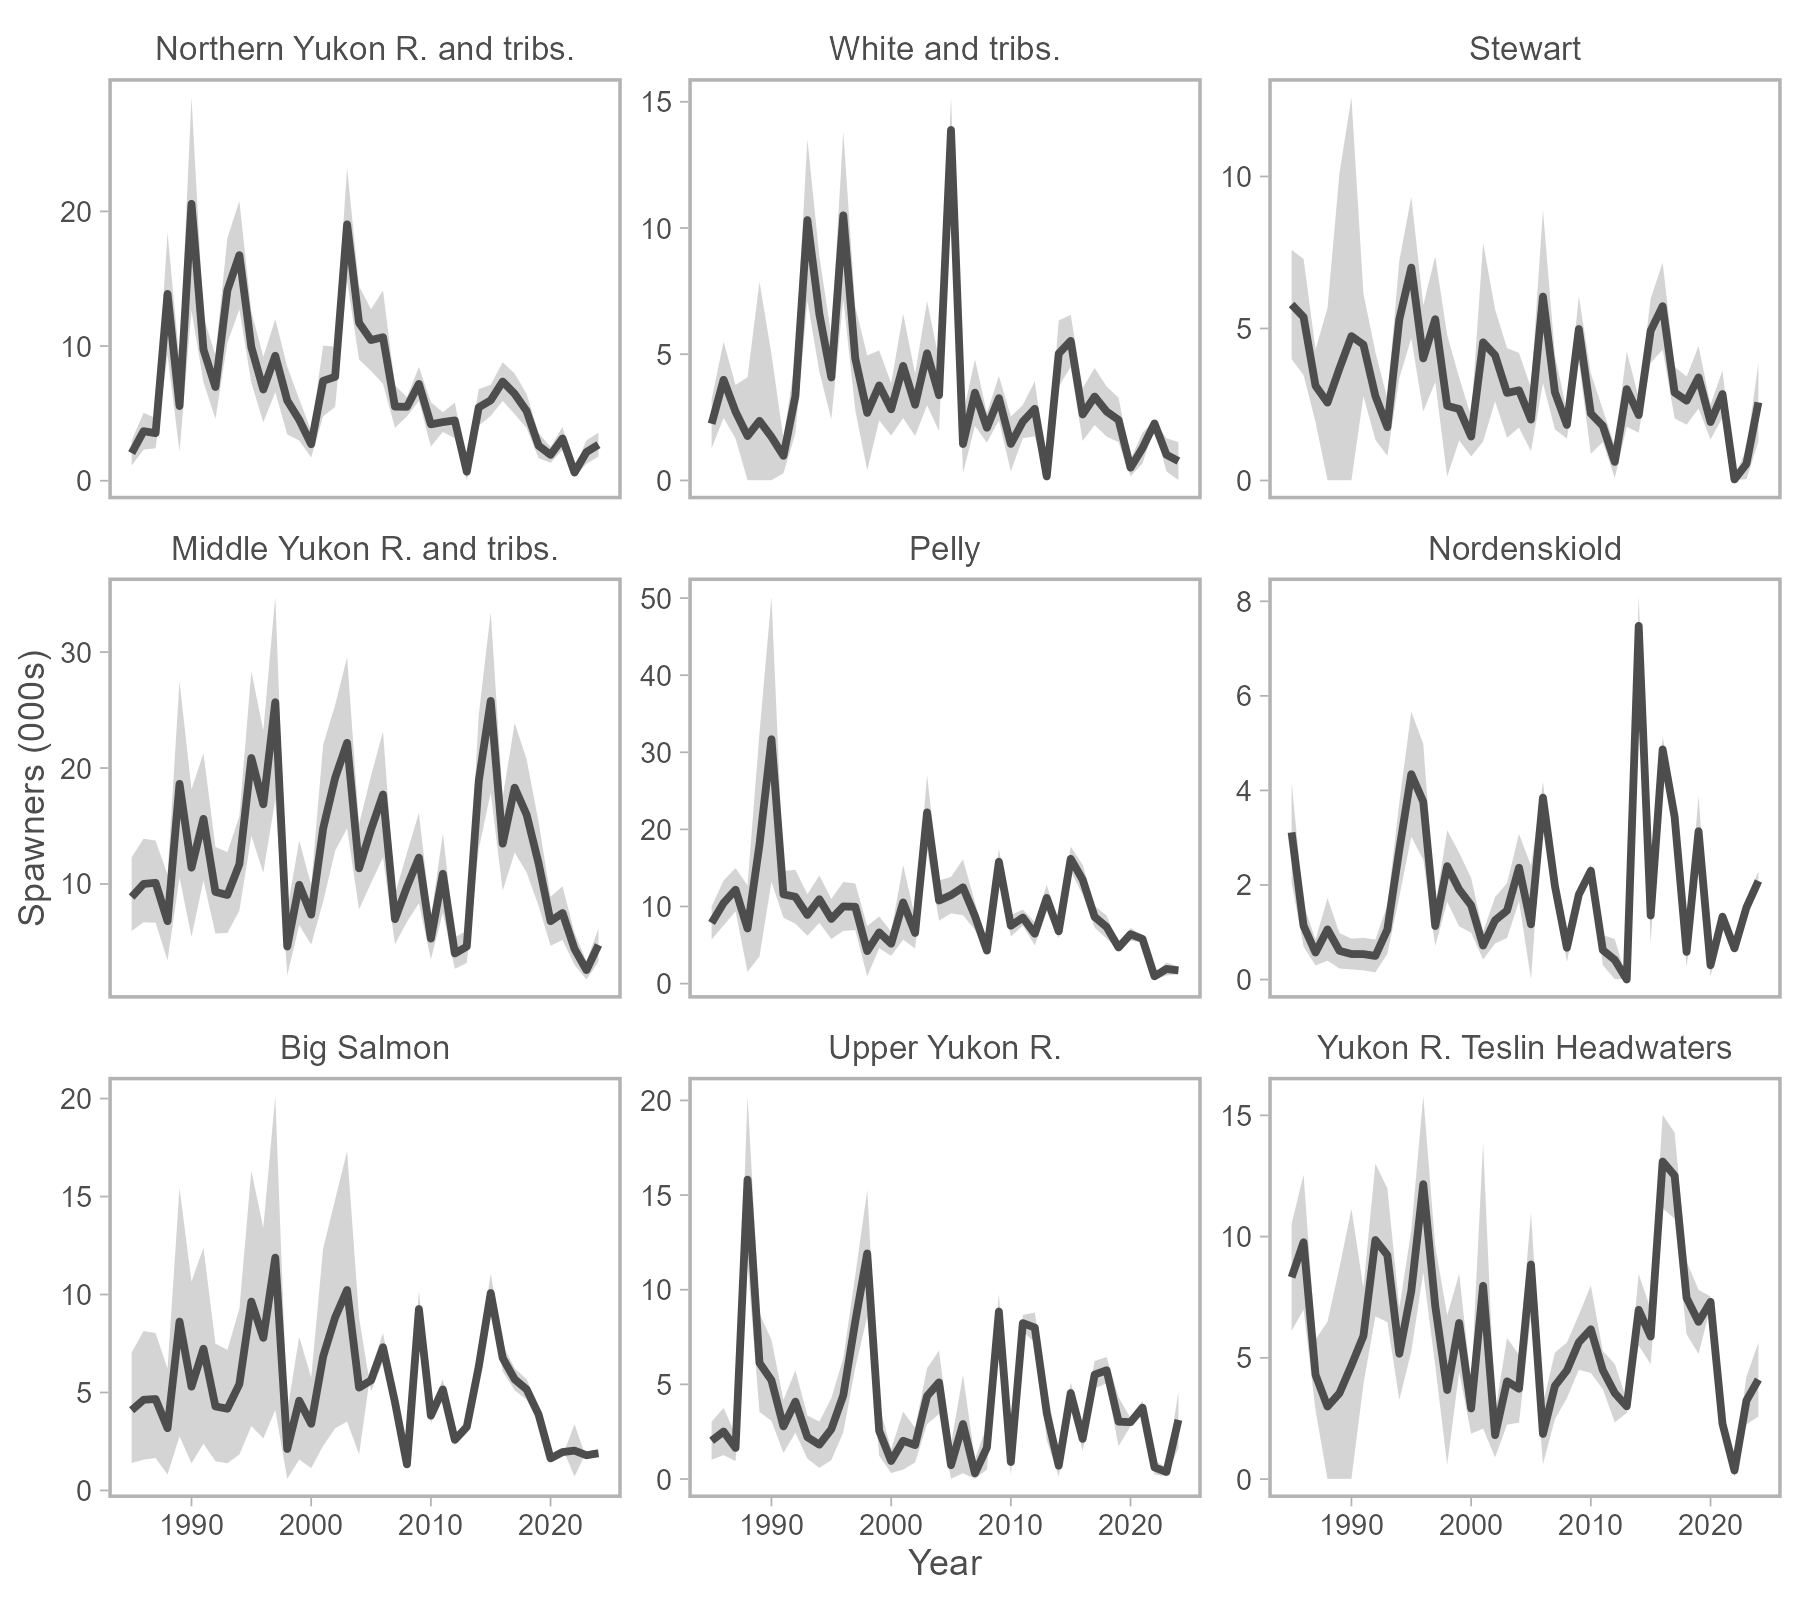 Northern Yukon R. and tribs.
White and tribs.
Stewart
20
10
0
15
10
5
0
10
5
0
Middle Yukon R. and tribs.
Pelly
Nordenskiold
Spawners (000s)
30
20
10
50
40
30
20
10
0
8
6
4
2
0
Big Salmon
Upper Yukon R.
Yukon R. Teslin Headwaters
20
15
10
5
0
20
15
10
5
0
15
10
5
0
1990 2000 2010 2020
1990 2000 2010 2020
1990 2000 2010 2020
Year